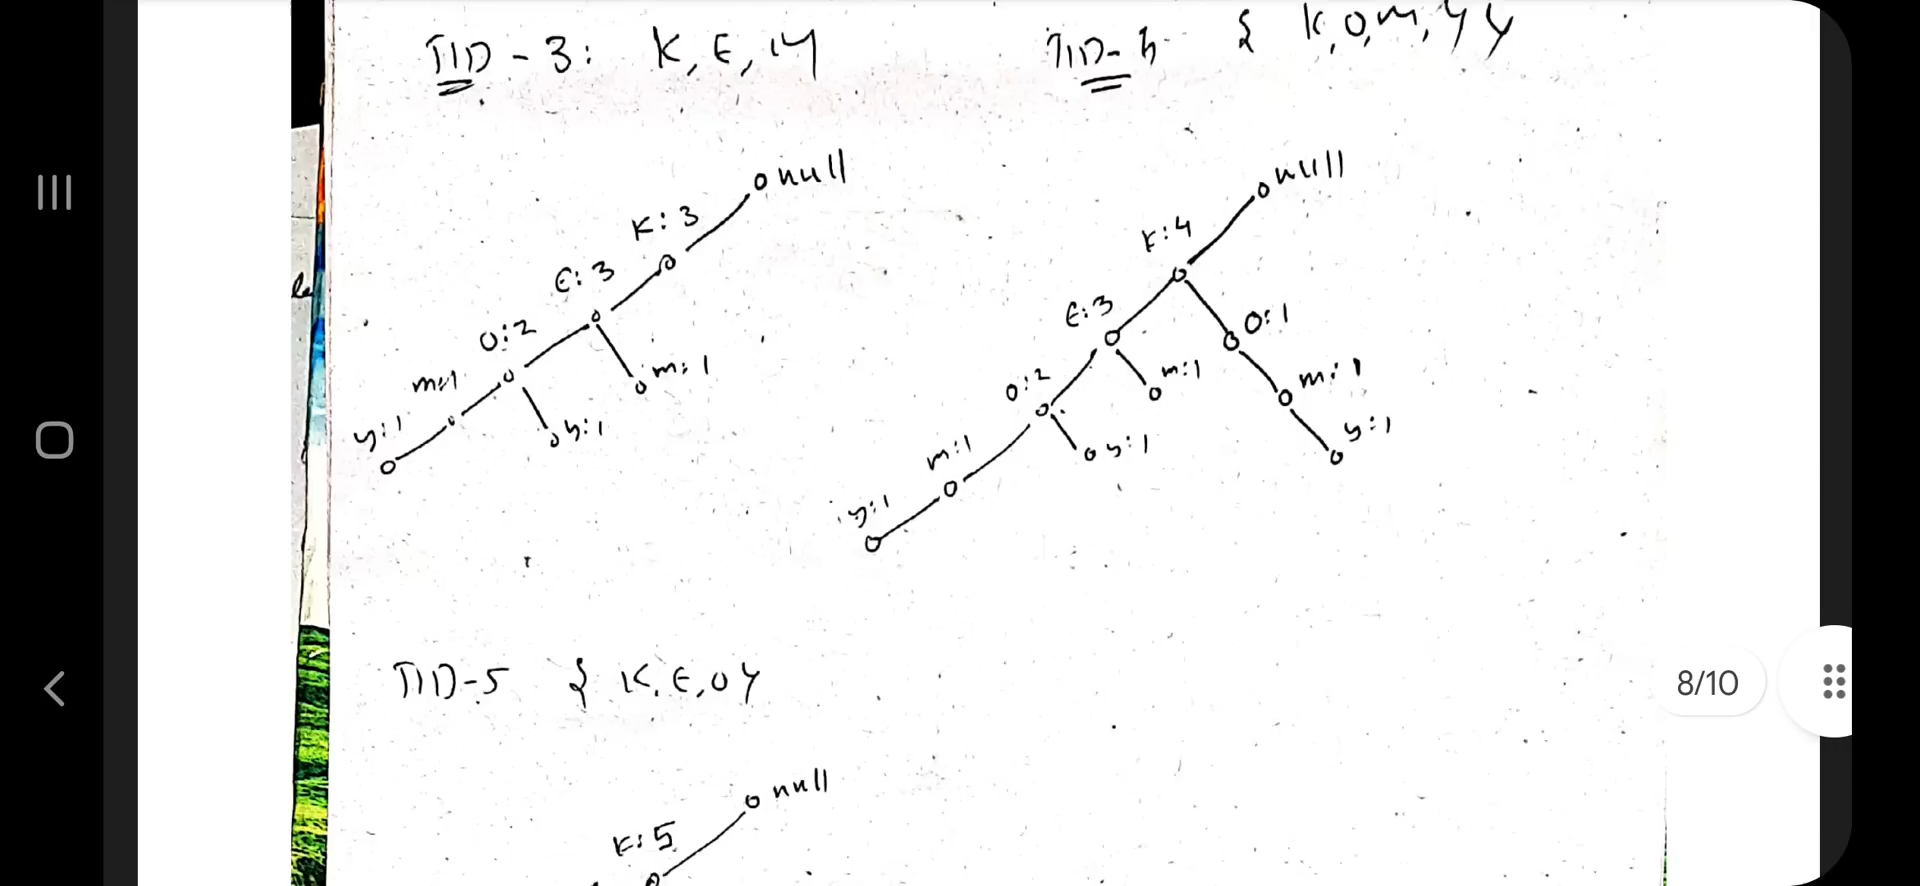 TID - 3: K, E, M
TID - 4 { K, O, M, Y }
null
K: 3
E: 3
O: 2
m: 1
m: 1
y: 1
y: 1
null
K: 4
E: 3
O: 1
O: 2
m: 1
m: 1
m: 1
y: 1
y: 1
y: 1
TID-5 { K, E, O }
8/10
null
K: 5